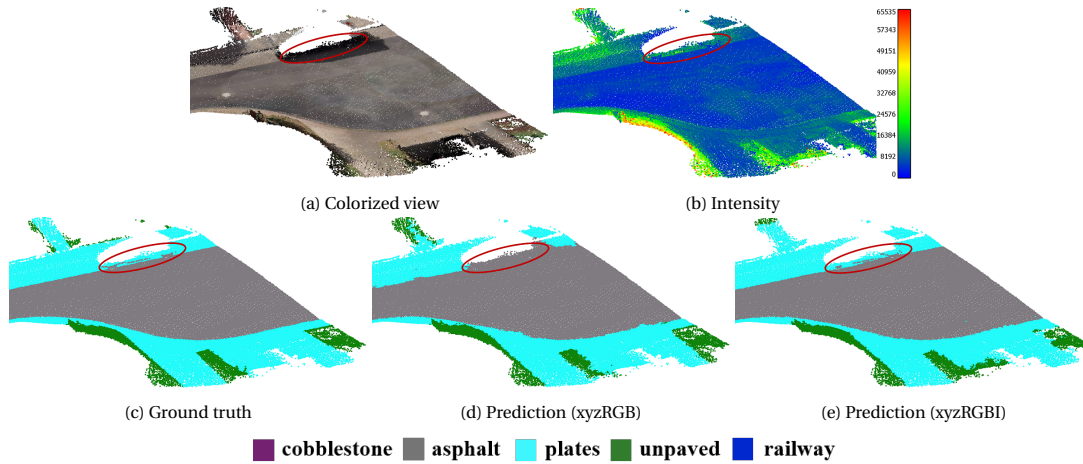 65535
57343
49151
40959
32768
24576
16384
8192
0
(a) Colorized view
(b) Intensity
(c) Ground truth
(d) Prediction (xyzRGB)
(e) Prediction (xyzRGBI)
cobblestone asphalt plates unpaved railway